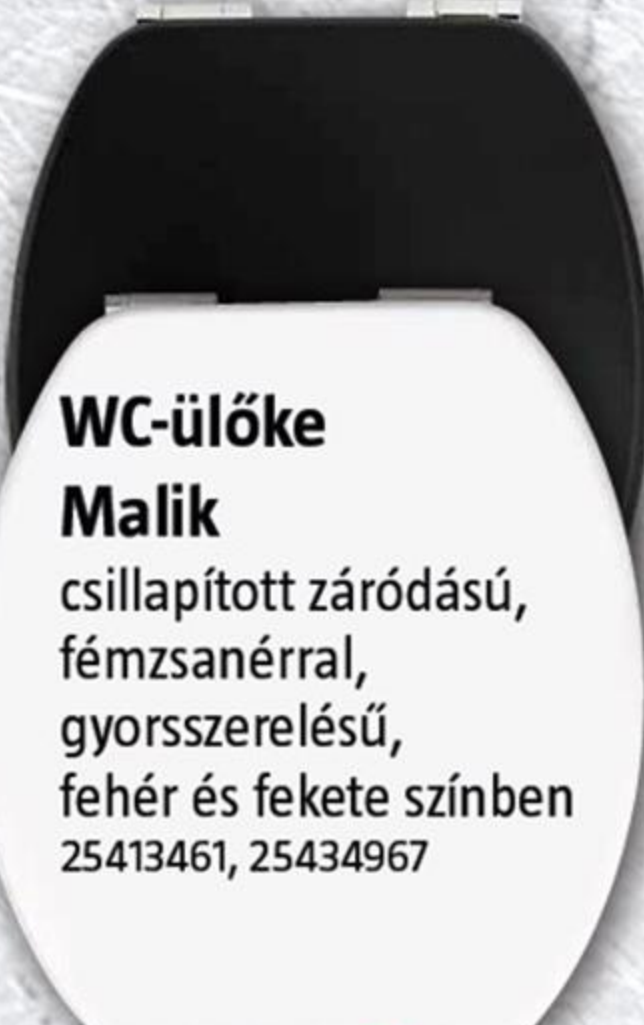 WC-ülőke
Malik
csillapított záródású,
fémzsanérral,
gyorsszerelésű,
fehér és fekete színben
25413461, 25434967